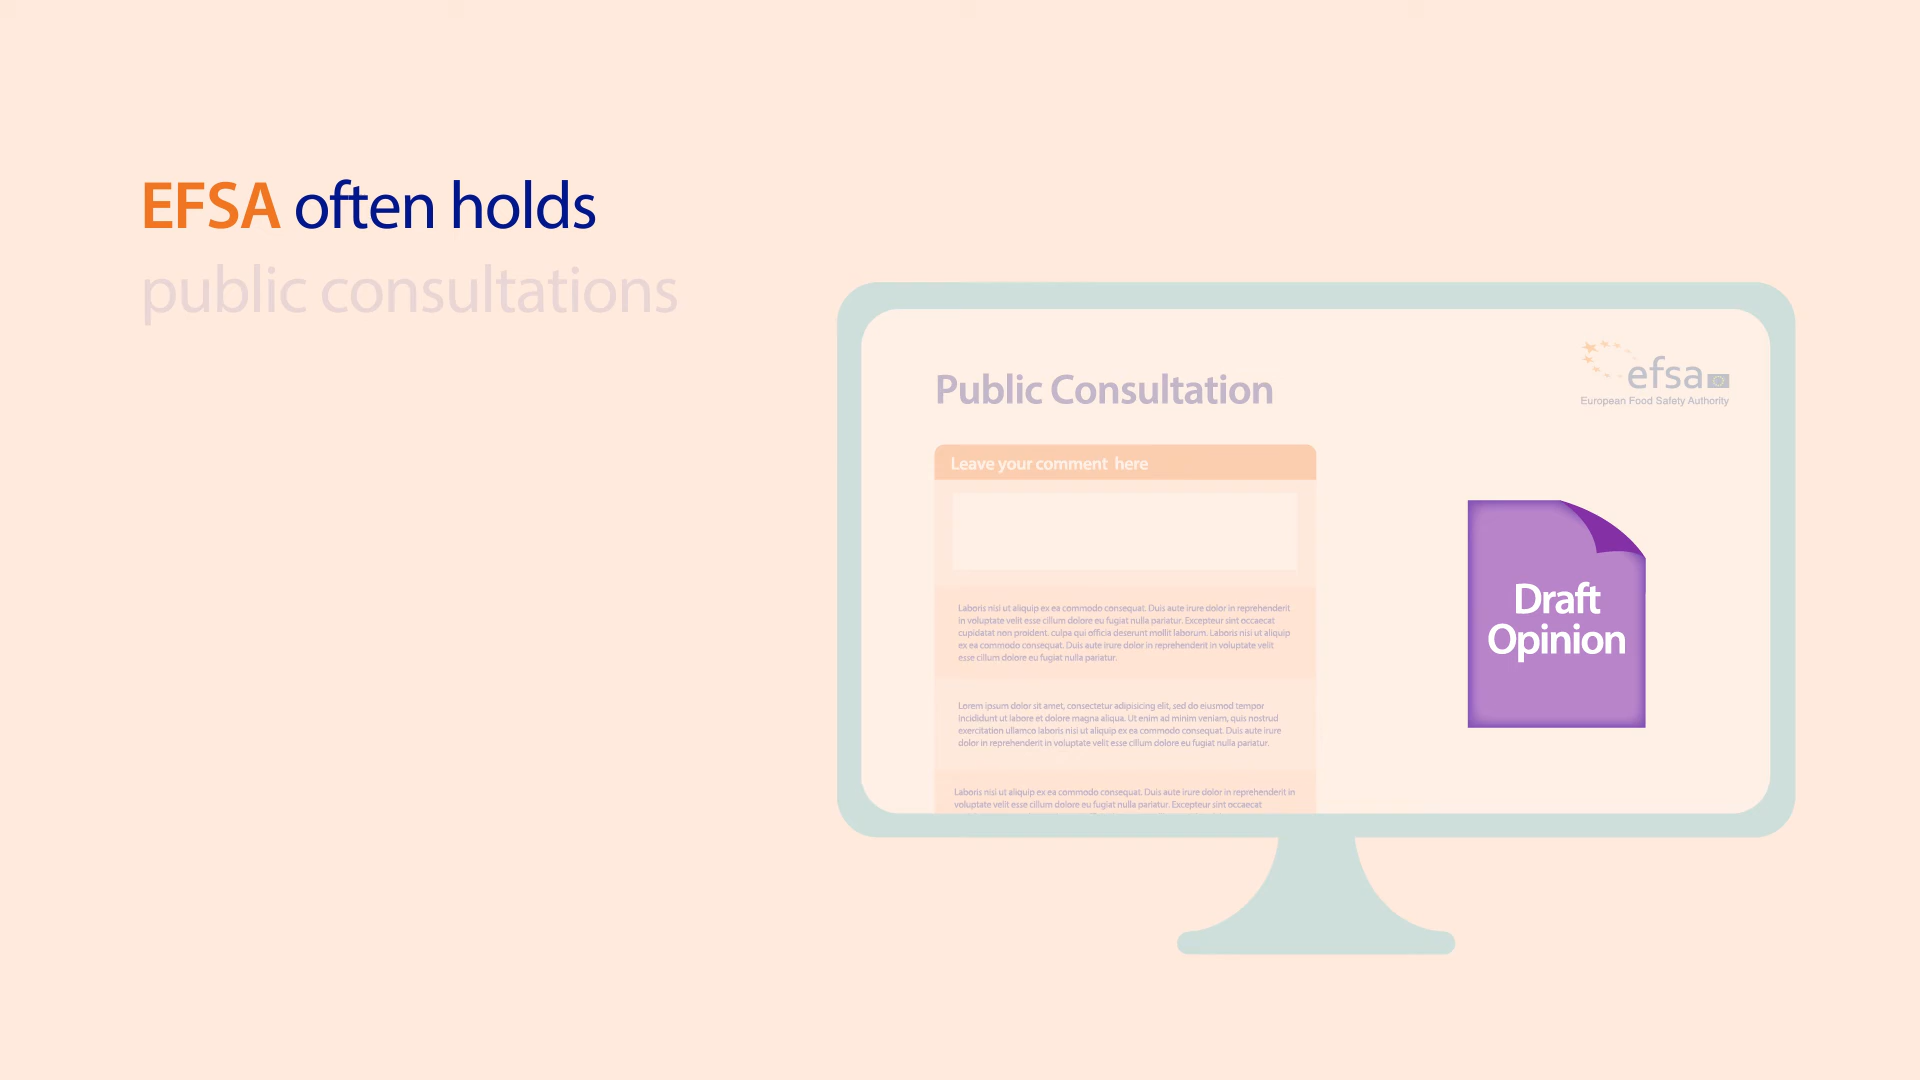 EFSA often holds
public consultations
Public Consultation
efsa
European Food Safety Authority
Leave your comment here
Laboris nisi ut aliquip ex ea commodo consequat. Duis aute irure dolor in reprehenderit
in voluptate velit esse cillum dolore eu fugiat nulla pariatur. Excepteur sint occaecat
cupidatat non proident. culpa qui officia deserunt mollit laborum. Laboris nisi ut aliquip
ex ea commodo consequat. Duis aute irure dolor in reprehenderit in voluptate velit
esse cillum dolore eu fugiat nulla pariatur.
Lorem ipsum dolor sit amet, consectetur adipisicing elit, sed do eiusmod tempor
incididunt ut labore et dolore magna aliqua. Ut enim ad minim veniam, quis nostrud
exercitation ullamco laboris nisi ut aliquip ex ea commodo consequat. Duis aute irure
dolor in reprehenderit in voluptate velit esse cillum dolore eu fugiat nulla pariatur.
Laboris nisi ut aliquip ex ea commodo consequat. Duis aute irure dolor in reprehenderit in
voluptate velit esse cillum dolore eu fugiat nulla pariatur. Excepteur sint occaecat
Draft
Opinion